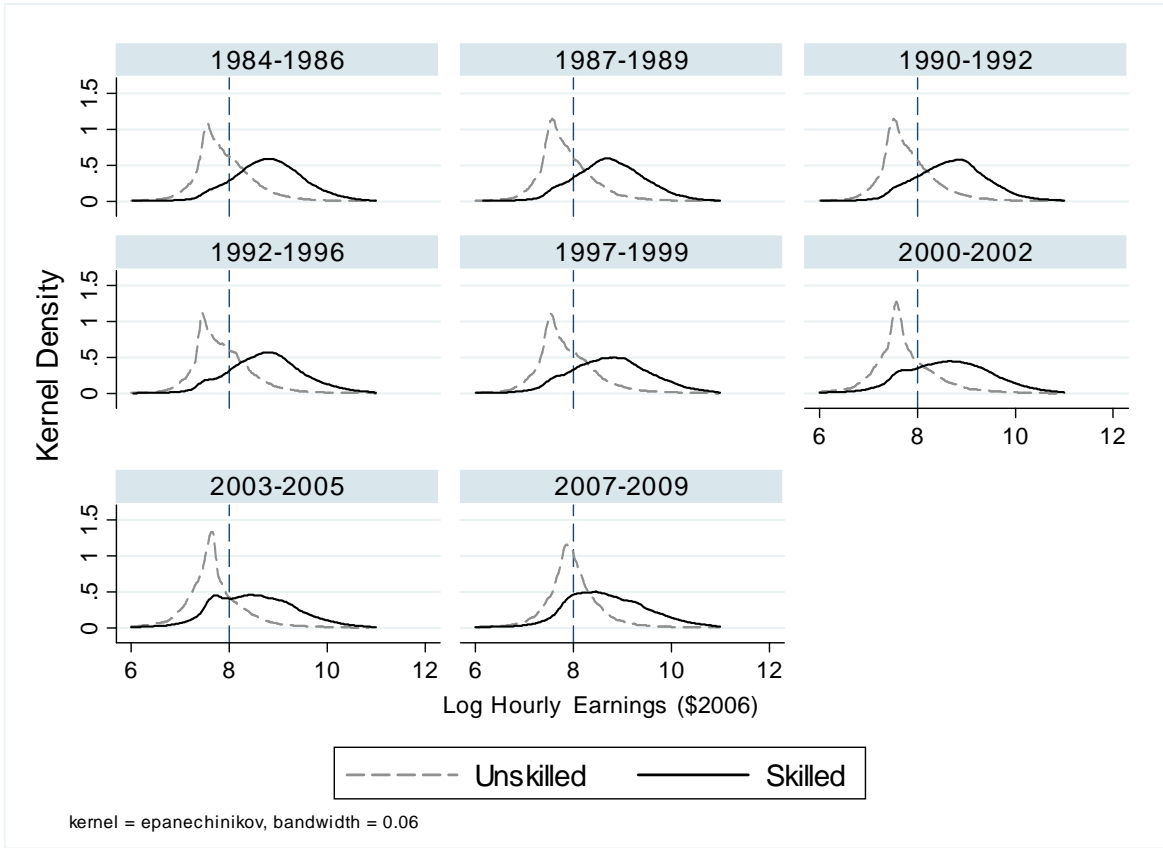 1984-1986
1987-1989
1990-1992
0 .5 1 1.5
1992-1996
1997-1999
2000-2002
0 .5 1 1.5
6 8 10 12
Kernel Density
2003-2005
2007-2009
0 .5 1 1.5
6 8 10 12
6 8 10 12
Log Hourly Earnings ($2006)
Unskilled
Skilled
kernel = epanechinikov, bandwidth = 0.06